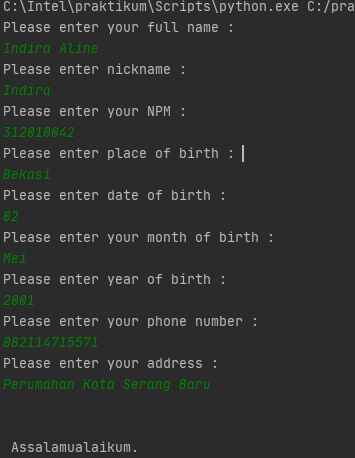 C:\Intel\praktikum\Scripts\python.exe C:/pra
Please enter your full name :
Indira Aline
Please enter nickname :
Indira
Please enter your NPM :
312010042
Please enter place of birth :
Bekasi
Please enter date of birth :
02
Please enter your month of birth :
Mei
Please enter year of birth :
2001
Please enter your phone number :
082114715571
Please enter your address :
Perumahan Kota Serang Baru
Assalamualaikum.